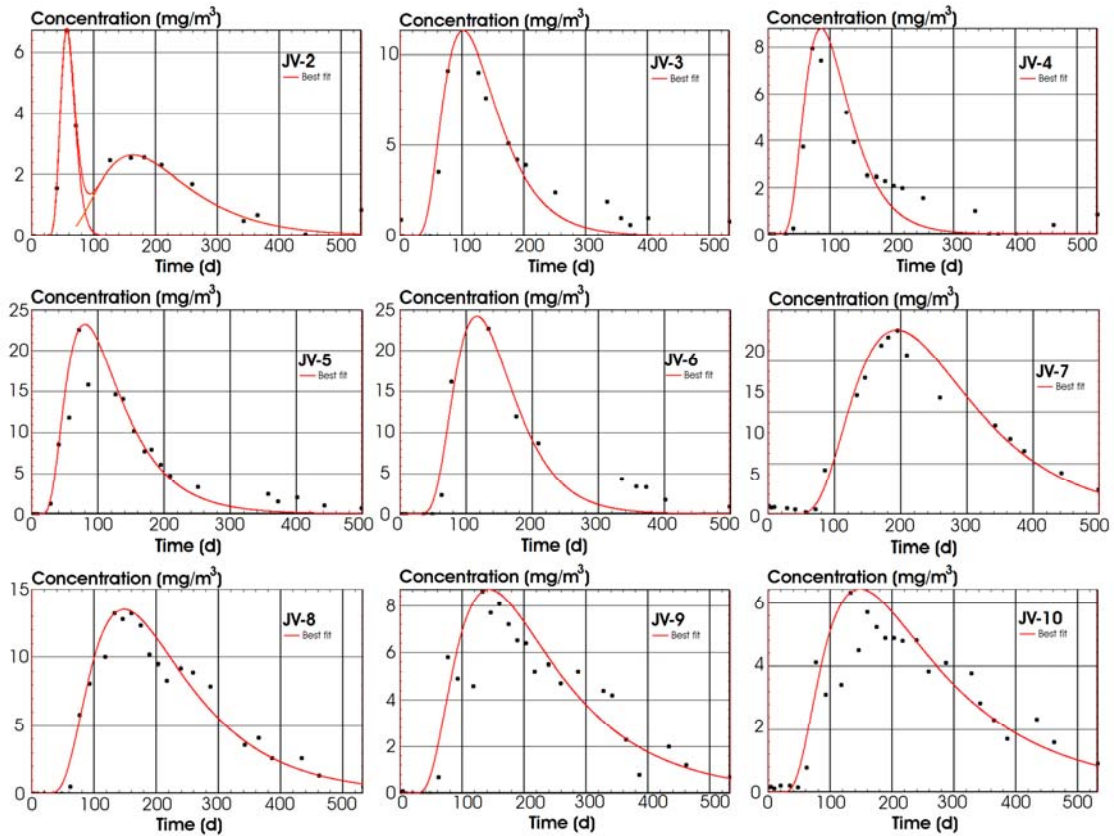 Concentration (mg/m³)
6
4
2
0
JV-2
Best fit
0 100 200 300 400 500
Time (d)
Concentration (mg/m³)
10
5
0
JV-3
Best fit
0 100 200 300 400 500
Time (d)
Concentration (mg/m³)
8
6
4
2
0
JV-4
Best fit
0 100 200 300 400 500
Time (d)
Concentration (mg/m³)
25
20
15
10
5
0
JV-5
Best fit
0 100 200 300 400 500
Time (d)
Concentration (mg/m³)
25
20
15
10
5
0
JV-6
Best fit
0 100 200 300 400 500
Time (d)
Concentration (mg/m³)
20
15
10
5
0
JV-7
Best fit
0 100 200 300 400 500
Time (d)
Concentration (mg/m³)
15
10
5
0
JV-8
Best fit
0 100 200 300 400 500
Time (d)
Concentration (mg/m³)
8
6
4
2
0
JV-9
Best fit
0 100 200 300 400 500
Time (d)
Concentration (mg/m³)
6
4
2
0
JV-10
Best fit
0 100 200 300 400 500
Time (d)